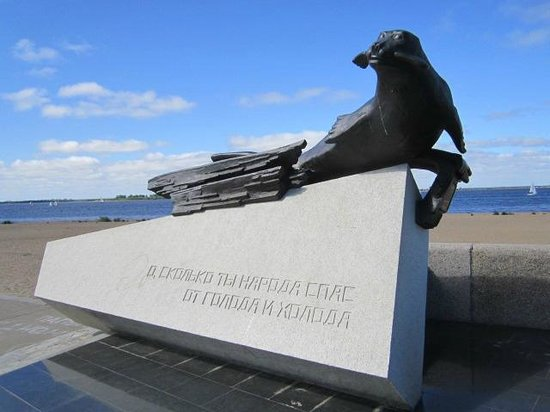 О, СКОЛЬКО ТЫ НАРОДА СПАС
ОТ ГОЛОДА И ХОЛОДА